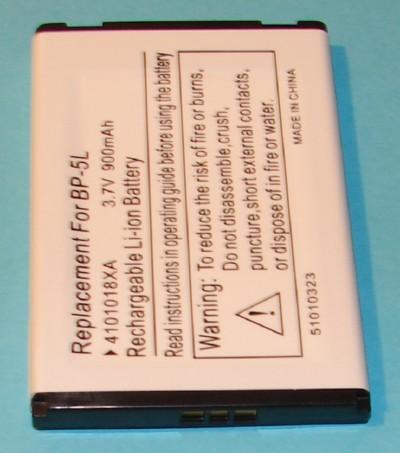 Replacement For BP-5L
4101018XA 3.7V 900mAh
Rechargeable Li-ion Battery
Read instructions in operating guide before using the battery
Warning: To reduce the risk of fire or burns,
Do not disassemble,crush,
puncture,short external contacts,
or dispose of in fire or water.
51010323 MADE IN CHINA